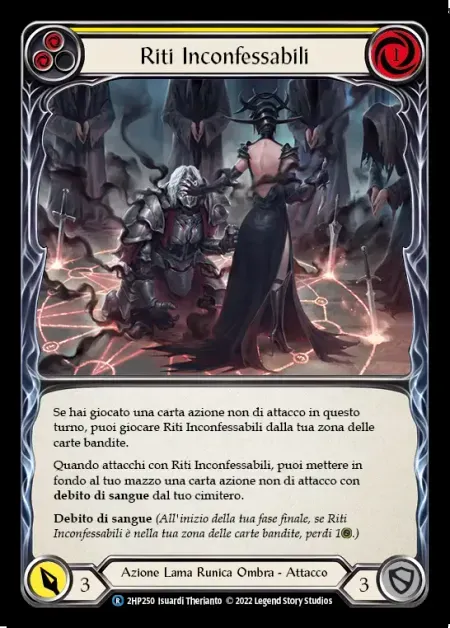 Riti Inconfessabili
1
Se hai giocato una carta azione non di attacco in questo
turno, puoi giocare Riti Inconfessabili dalla tua zona delle
carte bandite.
Quando attacchi con Riti Inconfessabili, puoi mettere in
fondo al tuo mazzo una carta azione non di attacco con
debito di sangue dal tuo cimitero.
Debito di sangue (All'inizio della tua fase finale, se Riti
Inconfessabili è nella tua zona delle carte bandite, perdi 1.)
3
Azione Lama Runica Ombra - Attacco
3
R 2HP250 Isuardi Therianto © 2022 Legend Story Studios